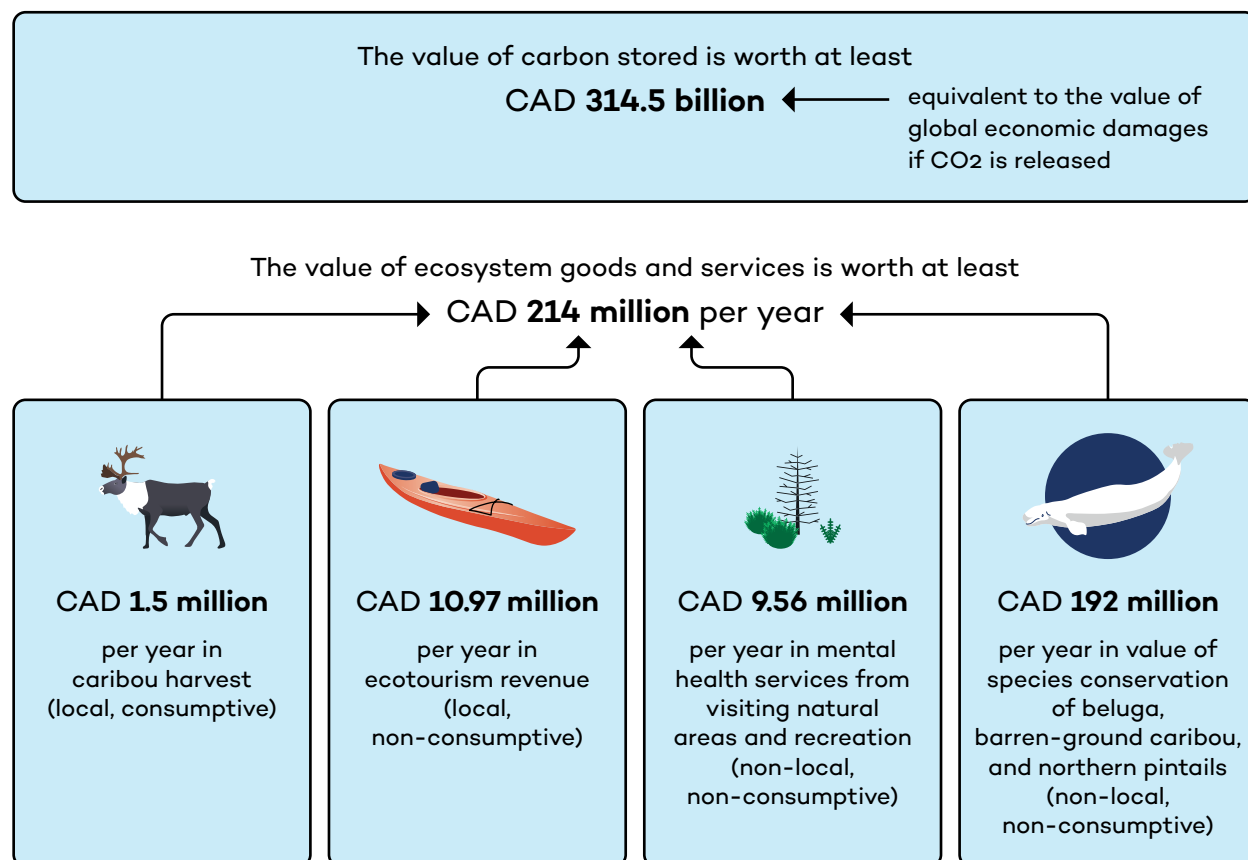 The value of carbon stored is worth at least
CAD 314.5 billion
equivalent to the value of
global economic damages
if CO2 is released
The value of ecosystem goods and services is worth at least
CAD 214 million per year
CAD 1.5 million
per year in
caribou harvest
(local, consumptive)
CAD 10.97 million
per year in
ecotourism revenue
(local,
non-consumptive)
CAD 9.56 million
per year in mental
health services from
visiting natural
areas and recreation
(non-local,
non-consumptive)
CAD 192 million
per year in value of
species conservation
of beluga,
barren-ground caribou,
and northern pintails
(non-local,
non-consumptive)